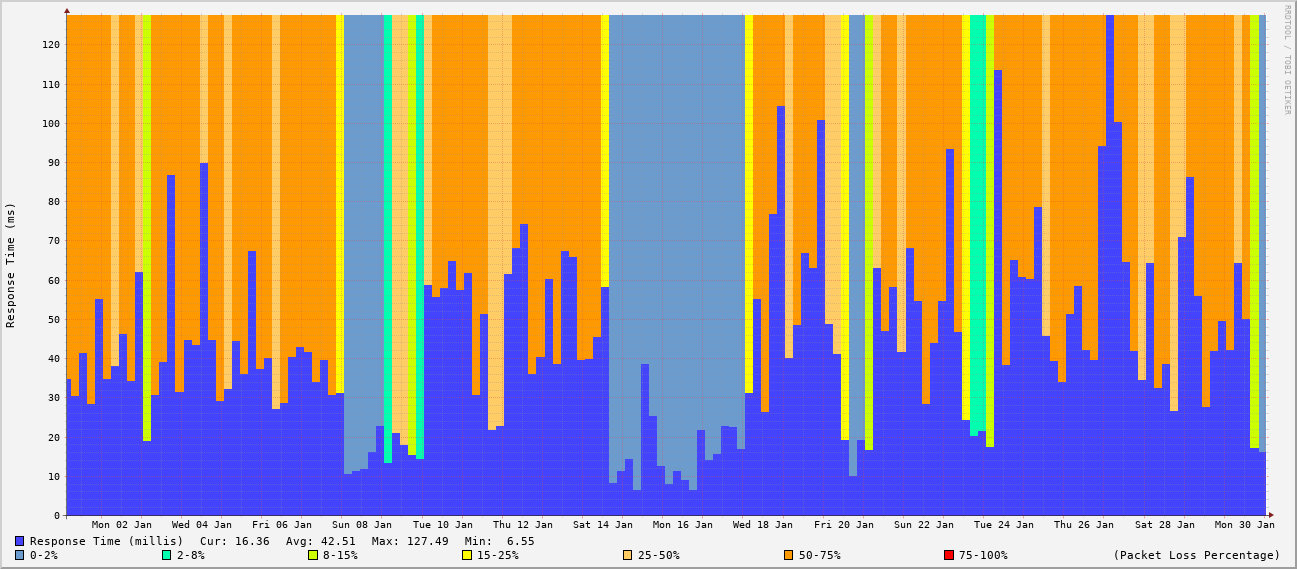 RRDTOOL / TOBI OETIKER
Response Time (ms)
120
110
100
90
80
70
60
50
40
30
20
10
0
Mon 02 Jan Wed 04 Jan Fri 06 Jan Sun 08 Jan Tue 10 Jan Thu 12 Jan Sat 14 Jan Mon 16 Jan Wed 18 Jan Fri 20 Jan Sun 22 Jan Tue 24 Jan Thu 26 Jan Sat 28 Jan Mon 30 Jan
Response Time (millis) Cur: 16.36 Avg: 42.51 Max: 127.49 Min: 6.55
0-2% 2-8% 8-15% 15-25% 25-50% 50-75% 75-100% (Packet Loss Percentage)